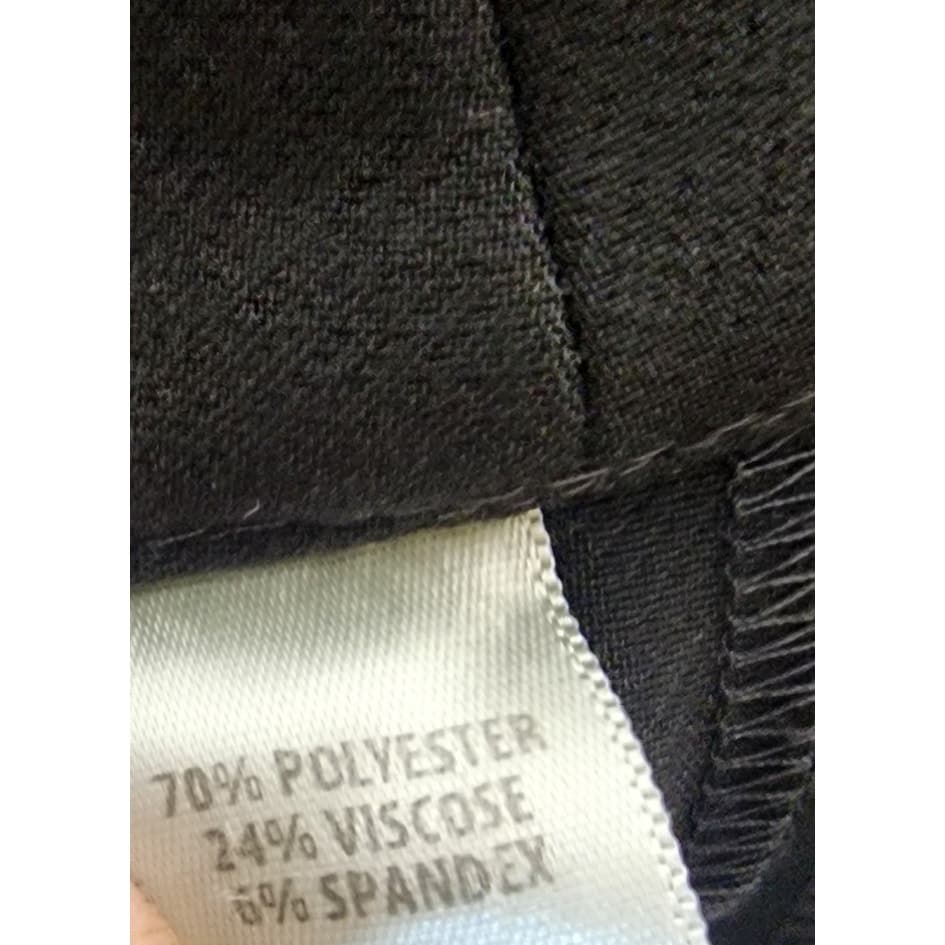 70% POLYESTER
24% VISCOSE
6% SPANDEX